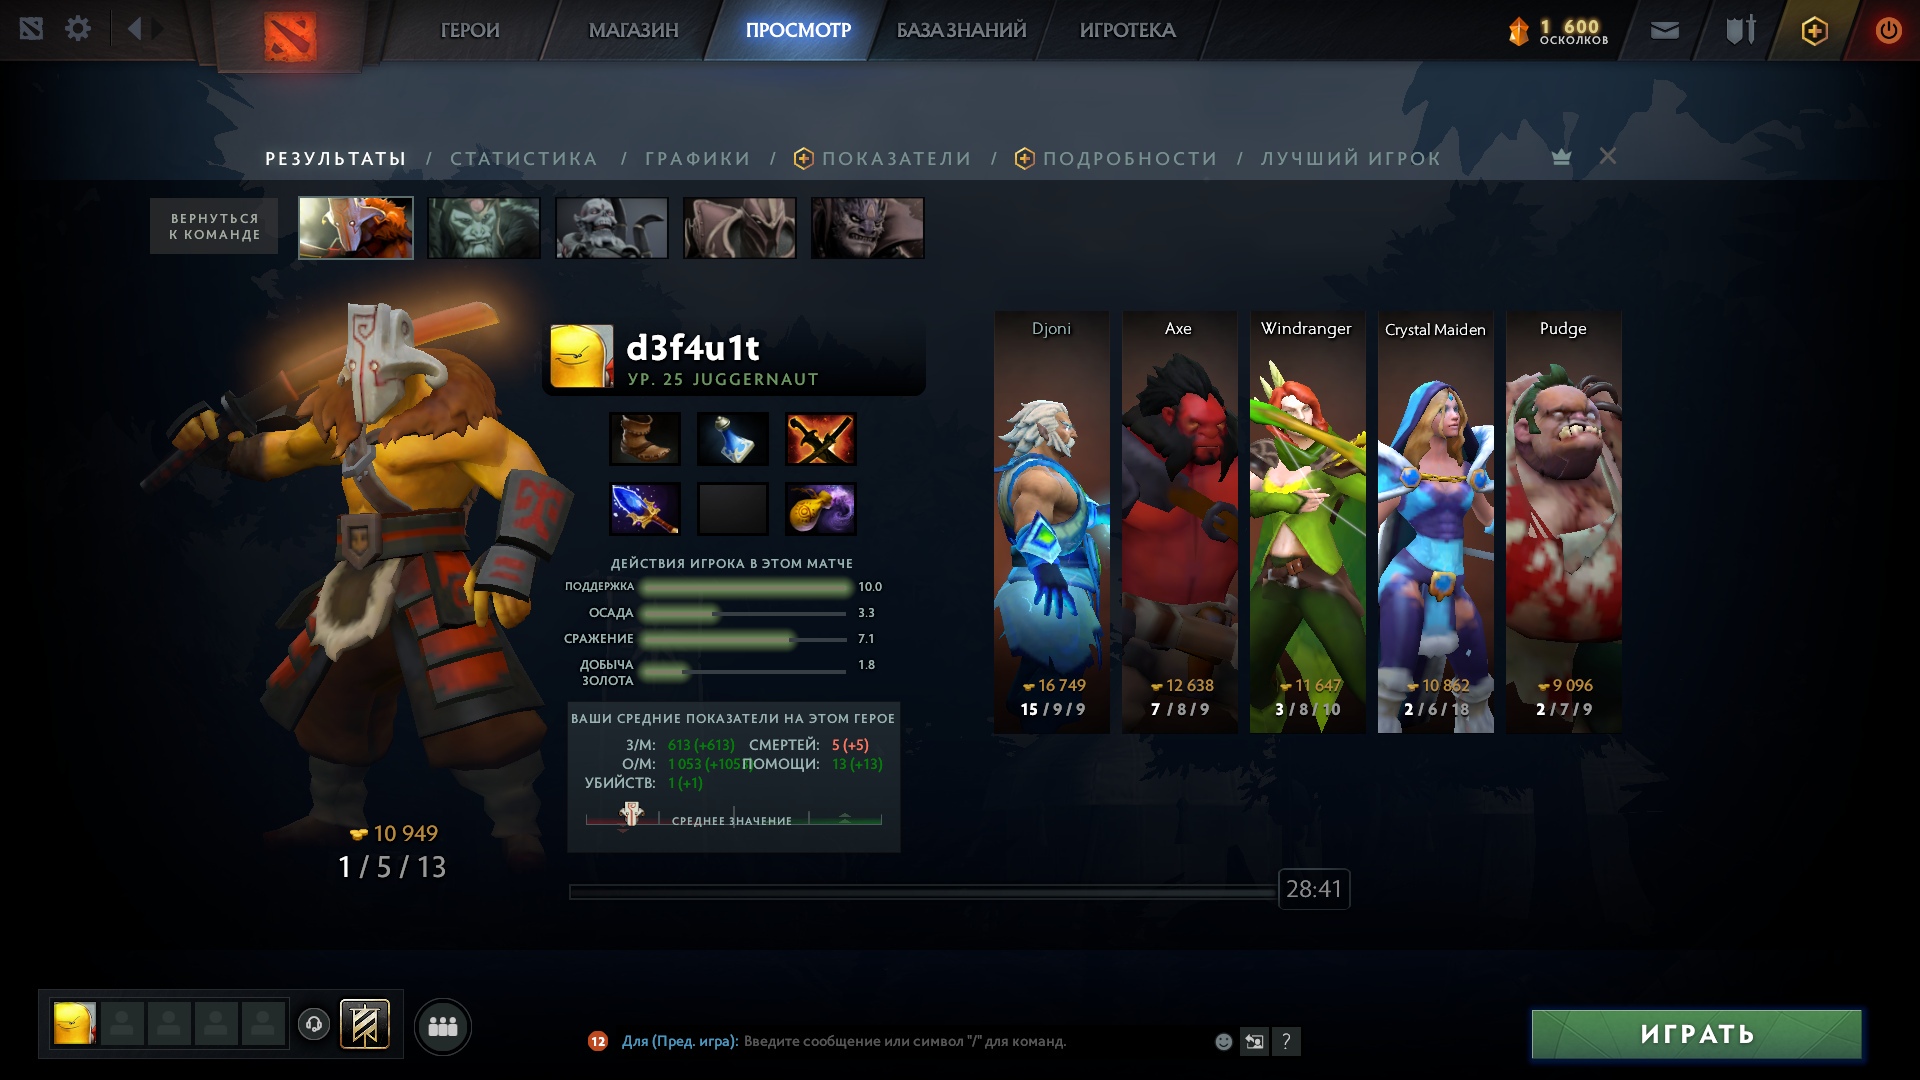 ГЕРОИ
МАГАЗИН
ПРОСМОТР
БАЗА ЗНАНИЙ
ИГРОТЕКА
1 600
ОСКОЛКОВ
РЕЗУЛЬТАТЫ / СТАТИСТИКА / ГРАФИКИ / ПОКАЗАТЕЛИ / ПОДРОБНОСТИ / ЛУЧШИЙ ИГРОК
ВЕРНУТЬСЯ
К КОМАНДЕ
d3f4u1t
УР. 25 JUGGERNAUT
ДЕЙСТВИЯ ИГРОКА В ЭТОМ МАТЧЕ
ПОДДЕРЖКА 10.0
ОСАДА 3.3
СРАЖЕНИЕ 7.1
ДОБЫЧА
ЗОЛОТА 1.8
ВАШИ СРЕДНИЕ ПОКАЗАТЕЛИ НА ЭТОМ ГЕРОЕ
З/М: 613 (+613) СМЕРТЕЙ: 5 (+5)
О/М: 1 053 (+1053) ПОМОЩИ: 13 (+13)
УБИЙСТВ: 1 (+1)
СРЕДНЕЕ ЗНАЧЕНИЕ
10 949
1 / 5 / 13
Djoni
16 749
15 / 9 / 9
Axe
12 638
7 / 8 / 9
Windranger
11 647
3 / 8 / 10
Crystal Maiden
10 862
2 / 6 / 18
Pudge
9 096
2 / 7 / 9
28:41
12
Для (Пред. игра): Введите сообщение или символ "/" для команд.
?
ИГРАТЬ